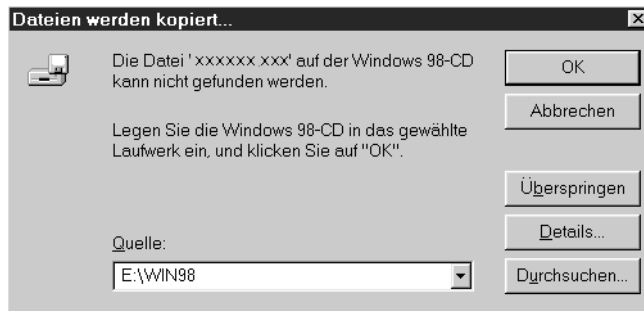 Dateien werden kopiert...
Die Datei 'xxxxxx.xxx' auf der Windows 98-CD
kann nicht gefunden werden.
Legen Sie die Windows 98-CD in das gewählte
Laufwerk ein, und klicken Sie auf "OK".
Quelle:
E:\WIN98
OK
Abbrechen
Überspringen
Details...
Durchsuchen...